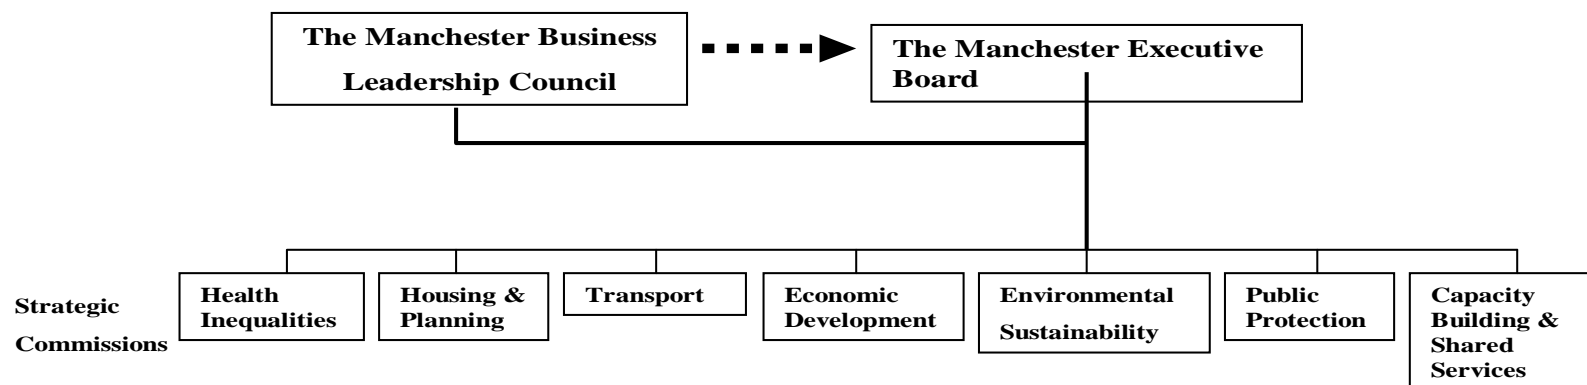 The Manchester Business
Leadership Council
The Manchester Executive
Board
Strategic
Commissions
Health
Inequalities
Housing &
Planning
Transport
Economic
Development
Environmental
Sustainability
Public
Protection
Capacity
Building &
Shared
Services